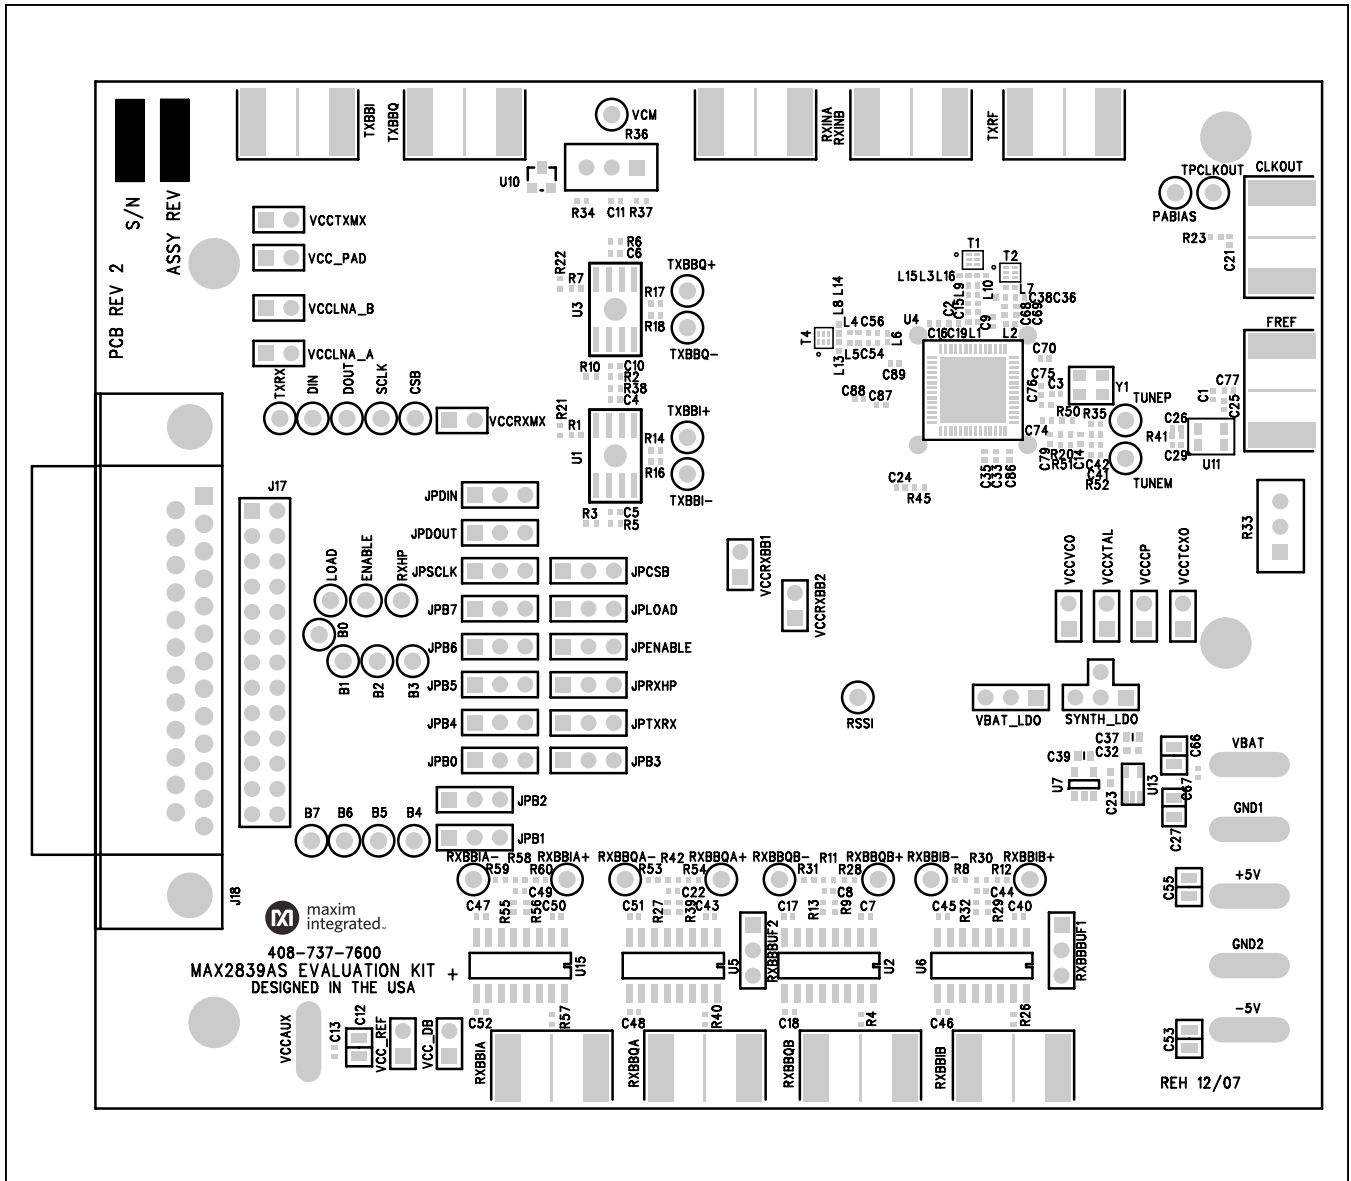 TXBBI
TXBBQ
VCM
R36
RXINA
RXINB
TXRF
TPCLKOUT
CLKOUT
PABIAS
R23
C21
U10
R34
C11
R37
S/N
ASSY REV
PCB REV 2
VCCTXMX
VCC_PAD
VCCLNA_B
VCCLNA_A
R6
C6
R22
R7
U3
TXBBQ+
R17
R18
TXBBQ-
R10
C10
R2
R38
C4
T1
T2
L15
L3
L16
L9
L10
L7
C38
C36
C2
C15
C9
C68
C69
U4
C16
C19
L1
L2
L14
L8
L4
C56
T4
L6
L5
C54
L13
C89
C88
C87
C70
C75
C76
C3
Y1
R50
R35
TUNEP
C74
C79
R20
R51
C14
C42
C41
R52
TUNEM
C35
C33
C86
C24
R45
FREF
C1
C77
C25
C26
R41
C29
U11
R33
TXRX
DIN
DOUT
SCLK
CSB
VCCRXMX
R21
R1
U1
TXBBI+
R14
R16
TXBBI-
R3
C5
R5
J17
JPDIN
JPDOUT
JPSCLK
JPCSB
JPB7
JPLOAD
JPB6
JPENABLE
JPB5
JPRXHP
JPB4
JPTXRX
JPB0
JPB3
JPB2
JPB1
LOAD
ENABLE
RXHP
B0
B1
B2
B3
B7
B6
B5
B4
VCCRXBB1
VCCRXBB2
RSSI
VCCVCO
VCCXTAL
VCCCP
VCCTCXO
VBAT_LDO
SYNTH_LDO
C37
C32
C39
U7
C23
U13
C66
C67
C27
VBAT
GND1
C55
+5V
GND2
-5V
C53
RXBBIA-
R58
RXBBIA+
R59
R60
C49
C47
R55
R56
C50
RXBBQA-
R42
RXBBQA+
R53
R54
C22
C51
R27
R39
C43
RXBBQB-
R11
RXBBQB+
R31
R28
C8
C17
R13
R9
C7
RXBBIB-
R30
RXBBIB+
R8
R12
C44
C45
R32
R29
C40
J18
maxim
integrated™
408-737-7600
MAX2839AS EVALUATION KIT
DESIGNED IN THE USA
+
U15
U5
RXBBBUF2
U2
U6
RXBBBUF1
VCCAUX
C13
C12
VCC_REF
VCC_DB
C52
R57
RXBBIA
C48
R40
RXBBQA
C18
R4
RXBBQB
C46
R26
RXBBIB
REH 12/07